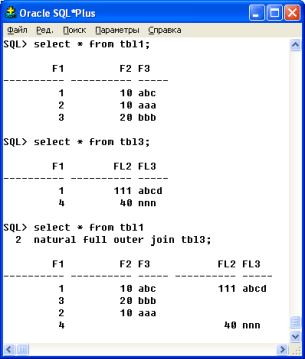 Oracle SQL*Plus
Файл Ред. Поиск Параметры Справка
SQL> select * from tbl1;
F1 F2 F3
---------- ---------- -----
1 10 abc
2 10 aaa
3 20 bbb
SQL> select * from tbl3;
F1 FL2 FL3
---------- ---------- -----
1 111 abcd
4 40 nnn
SQL> select * from tbl1
2 natural full outer join tbl3;
F1 F2 F3 FL2 FL3
---------- ---------- ----- ---------- -----
1 10 abc 111 abcd
3 20 bbb
2 10 aaa
4 40 nnn